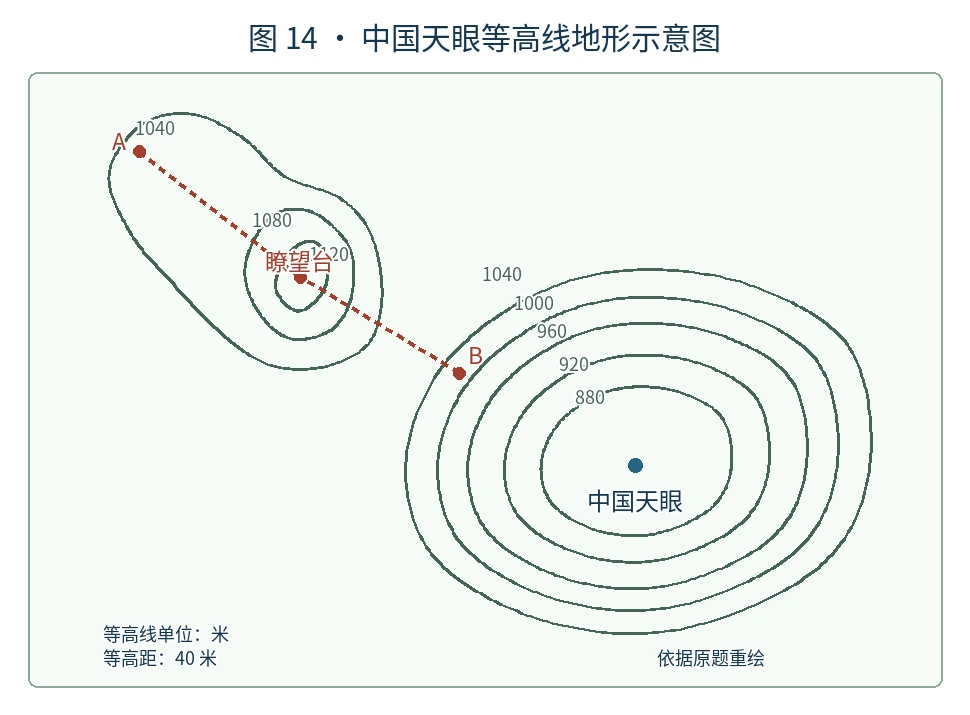 图 14 · 中国天眼等高线地形示意图
A
1040
1080
1120
瞭望台
1040
1000
960
B
920
880
中国天眼
等高线单位：米
等高距：40 米
依据原题重绘